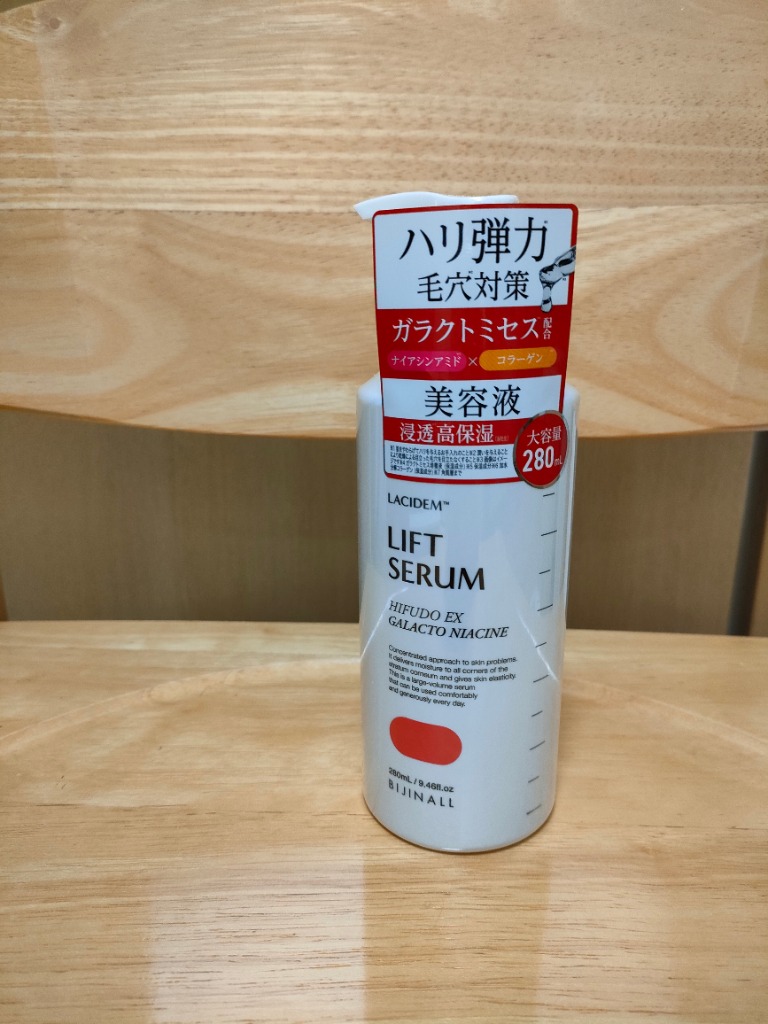 ハリ弾力
毛穴対策
ガラクトミセス 配合
ナイアシンアミド × コラーゲン
美容液
浸透高保湿
大容量
280mL
LACIDEM™
LIFT
SERUM
HIFUDO EX
GALACTO NIACINE
Concentrated approach to skin problems.
It delivers moisture to all corners of the
stratum corneum and gives skin elasticity.
This is a large-volume serum
that can be used comfortably
and generously every day.
280mL / 9.46fl.oz
BIJINALL